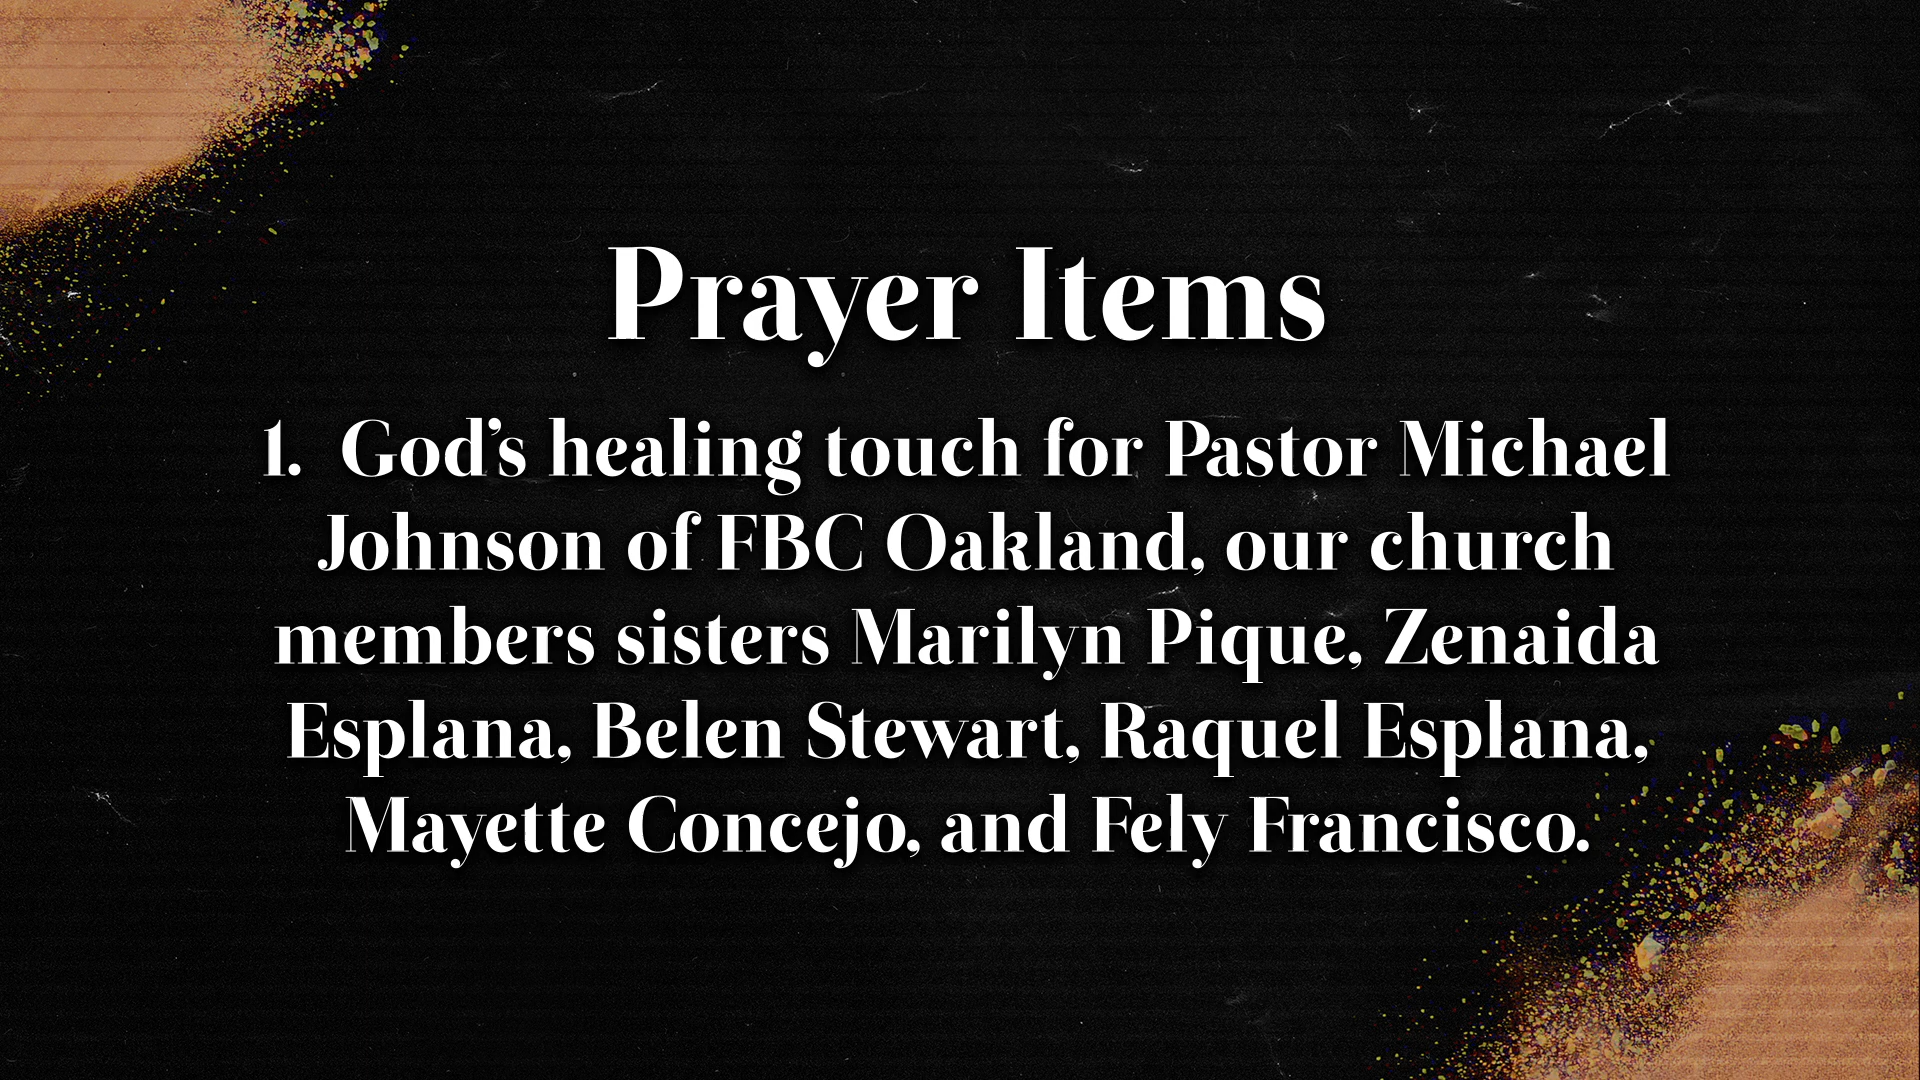 Prayer Items
1. God’s healing touch for Pastor Michael
Johnson of FBC Oakland, our church
members sisters Marilyn Pique, Zenaida
Esplana, Belen Stewart, Raquel Esplana,
Mayette Concejo, and Fely Francisco.